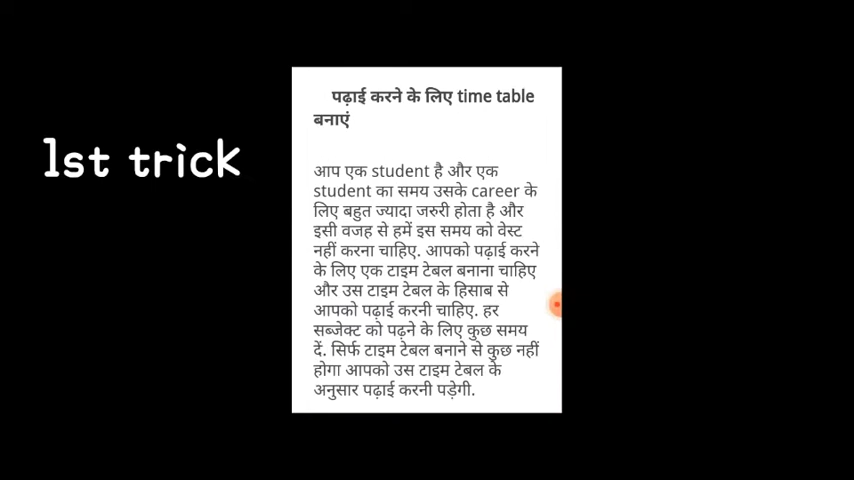 1st trick
पढ़ाई करने के लिए time table
बनाएं
आप एक student है और एक
student का समय उसके career के
लिए बहुत ज्यादा जरुरी होता है और
इसी वजह से हमें इस समय को वेस्ट
नहीं करना चाहिए. आपको पढ़ाई करने
के लिए एक टाइम टेबल बनाना चाहिए
और उस टाइम टेबल के हिसाब से
आपको पढ़ाई करनी चाहिए. हर
सब्जेक्ट को पढ़ने के लिए कुछ समय
दें. सिर्फ टाइम टेबल बनाने से कुछ नहीं
होगा आपको उस टाइम टेबल के
अनुसार पढ़ाई करनी पड़ेगी.